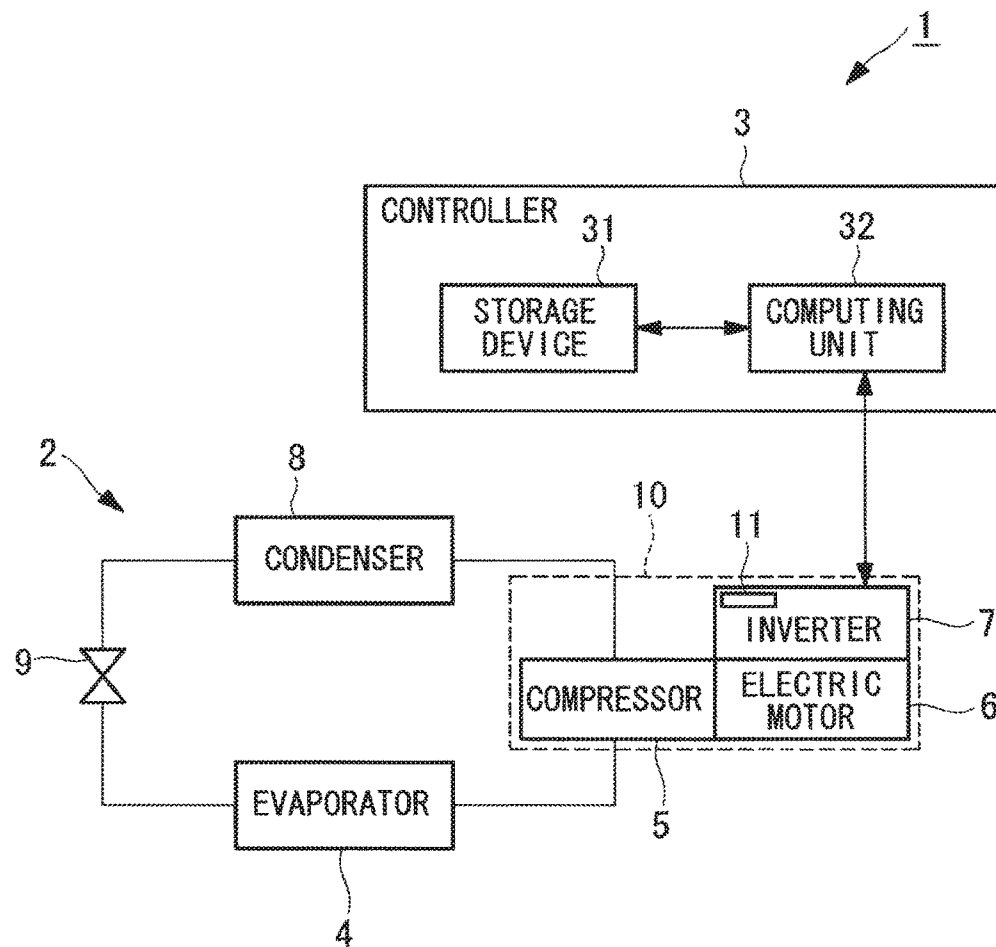 1
3
CONTROLLER
31
32
STORAGE
DEVICE
COMPUTING
UNIT
2
8
10
CONDENSER
11
INVERTER
7
9
COMPRESSOR
ELECTRIC
MOTOR
6
EVAPORATOR
5
4